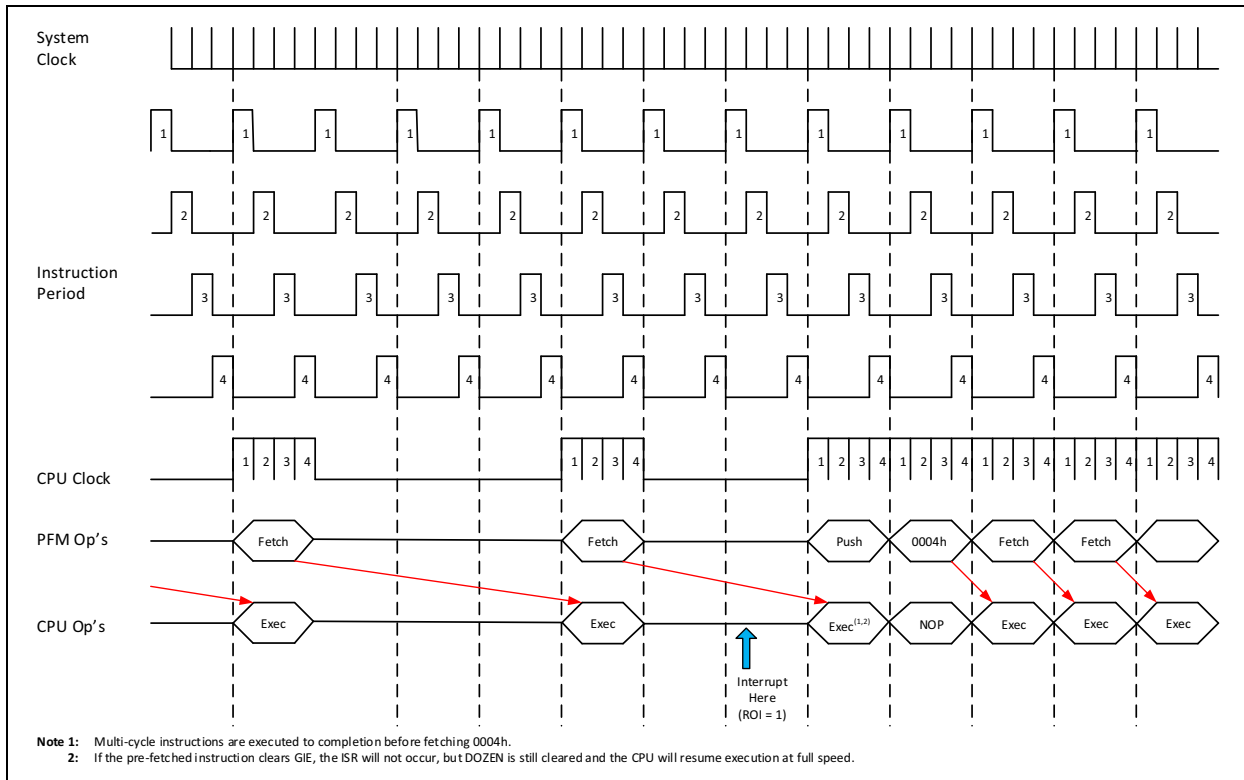 System
Clock
1 1 1 1 1 1 1 1 1 1 1 1 1
2 2 2 2 2 2 2 2 2 2 2 2 2
Instruction
Period
3 3 3 3 3 3 3 3 3 3 3 3 3
4 4 4 4 4 4 4 4 4 4 4 4 4
CPU Clock
1 2 3 4 1 2 3 4 1 2 3 4 1 2 3 4 1 2 3 4 1 2 3 4 1 2 3 4
PFM Op's
Fetch Fetch Push 0004h Fetch Fetch
CPU Op's
Exec Exec Exec(1,2) NOP Exec Exec Exec
Interrupt
Here
(ROI = 1)
Note 1: Multi-cycle instructions are executed to completion before fetching 0004h.
2: If the pre-fetched instruction clears GIE, the ISR will not occur, but DOZEN is still cleared and the CPU will resume execution at full speed.